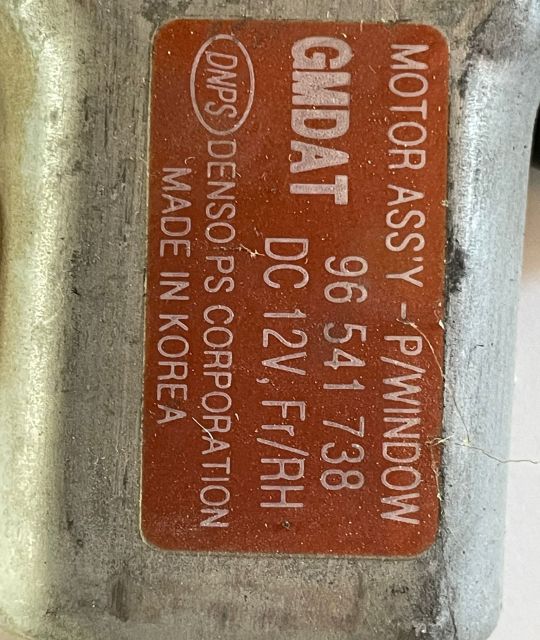 MOTOR ASS'Y - P/WINDOW
GMDAT 96 541 738
DC 12V, Fr/RH
DNPS DENSO PS CORPORATION
MADE IN KOREA